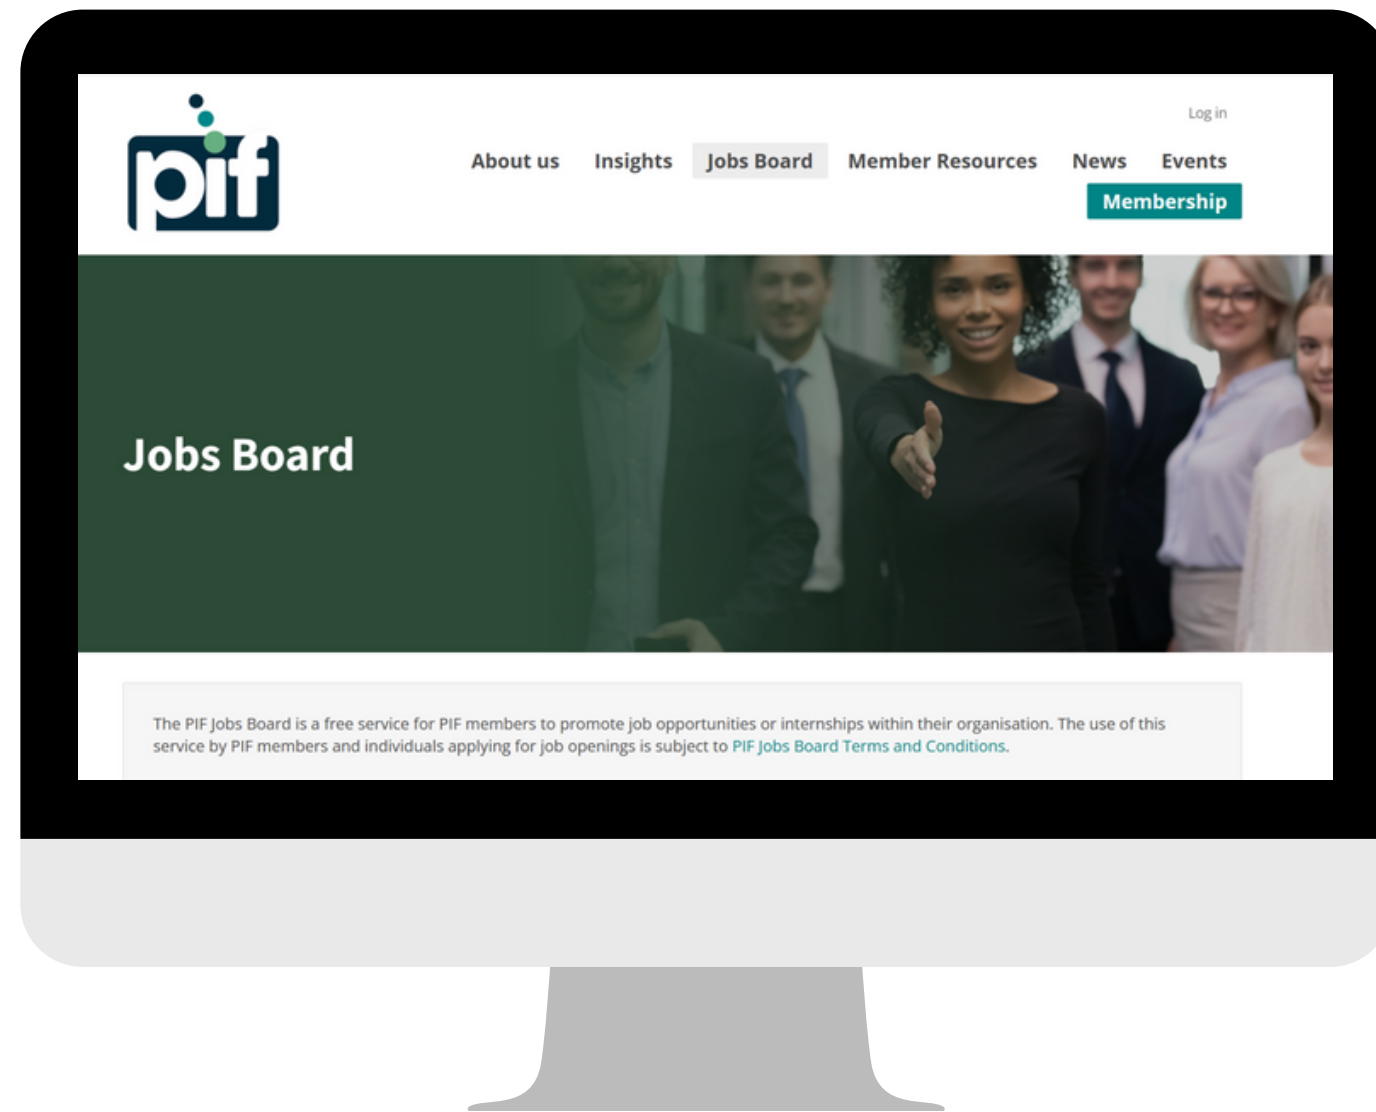 pif
Log in
About us Insights Jobs Board Member Resources News Events
Membership
Jobs Board
The PIF Jobs Board is a free service for PIF members to promote job opportunities or internships within their organisation. The use of this
service by PIF members and individuals applying for job openings is subject to PIF Jobs Board Terms and Conditions.